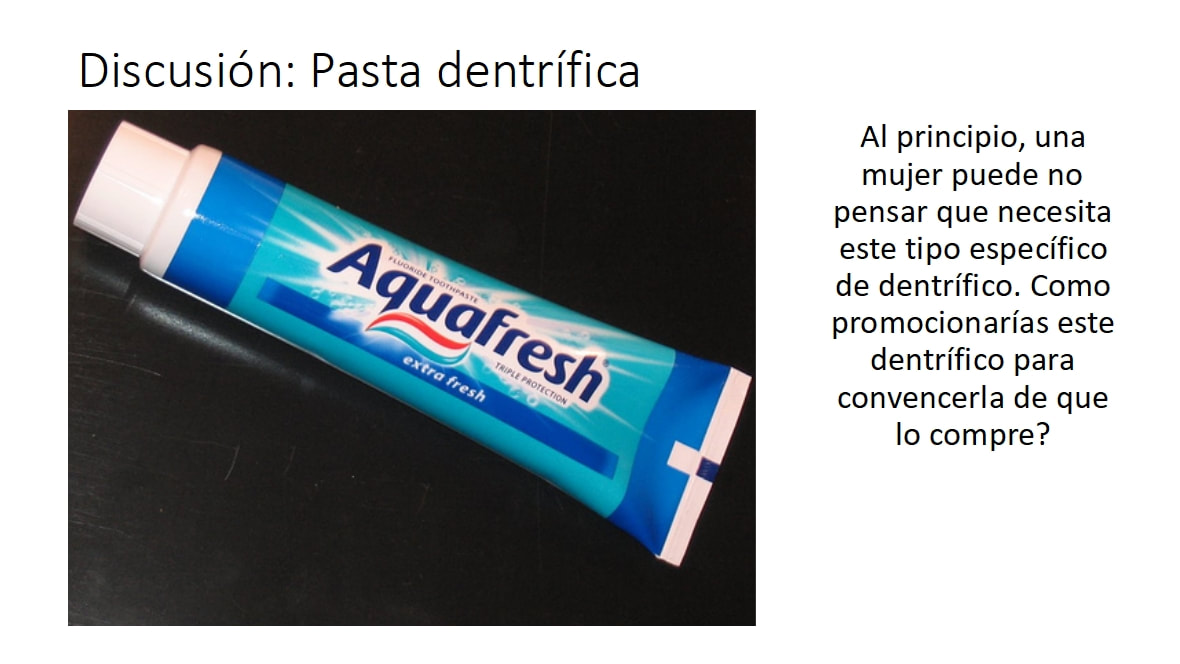 Discusión: Pasta dentrífica
Al principio, una
mujer puede no
pensar que necesita
este tipo específico
de dentrífico. Como
promocionarías este
dentrífico para
convencerla de que
lo compre?
FLUORIDE TOOTHPASTE
Aquafresh
TRIPLE PROTECTION
extra fresh